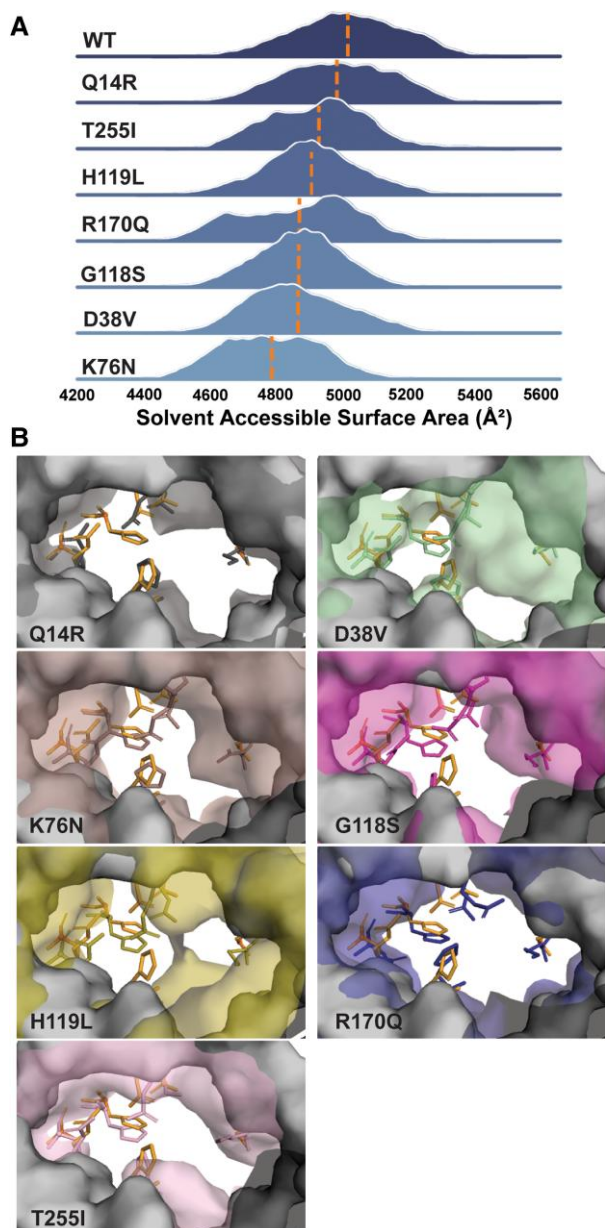 A
WT
Q14R
T255I
H119L
R170Q
G118S
D38V
K76N
4200 4400 4600 4800 5000 5200 5400 5600
Solvent Accessible Surface Area (Å²)
B
Q14R D38V
K76N G118S
H119L R170Q
T255I